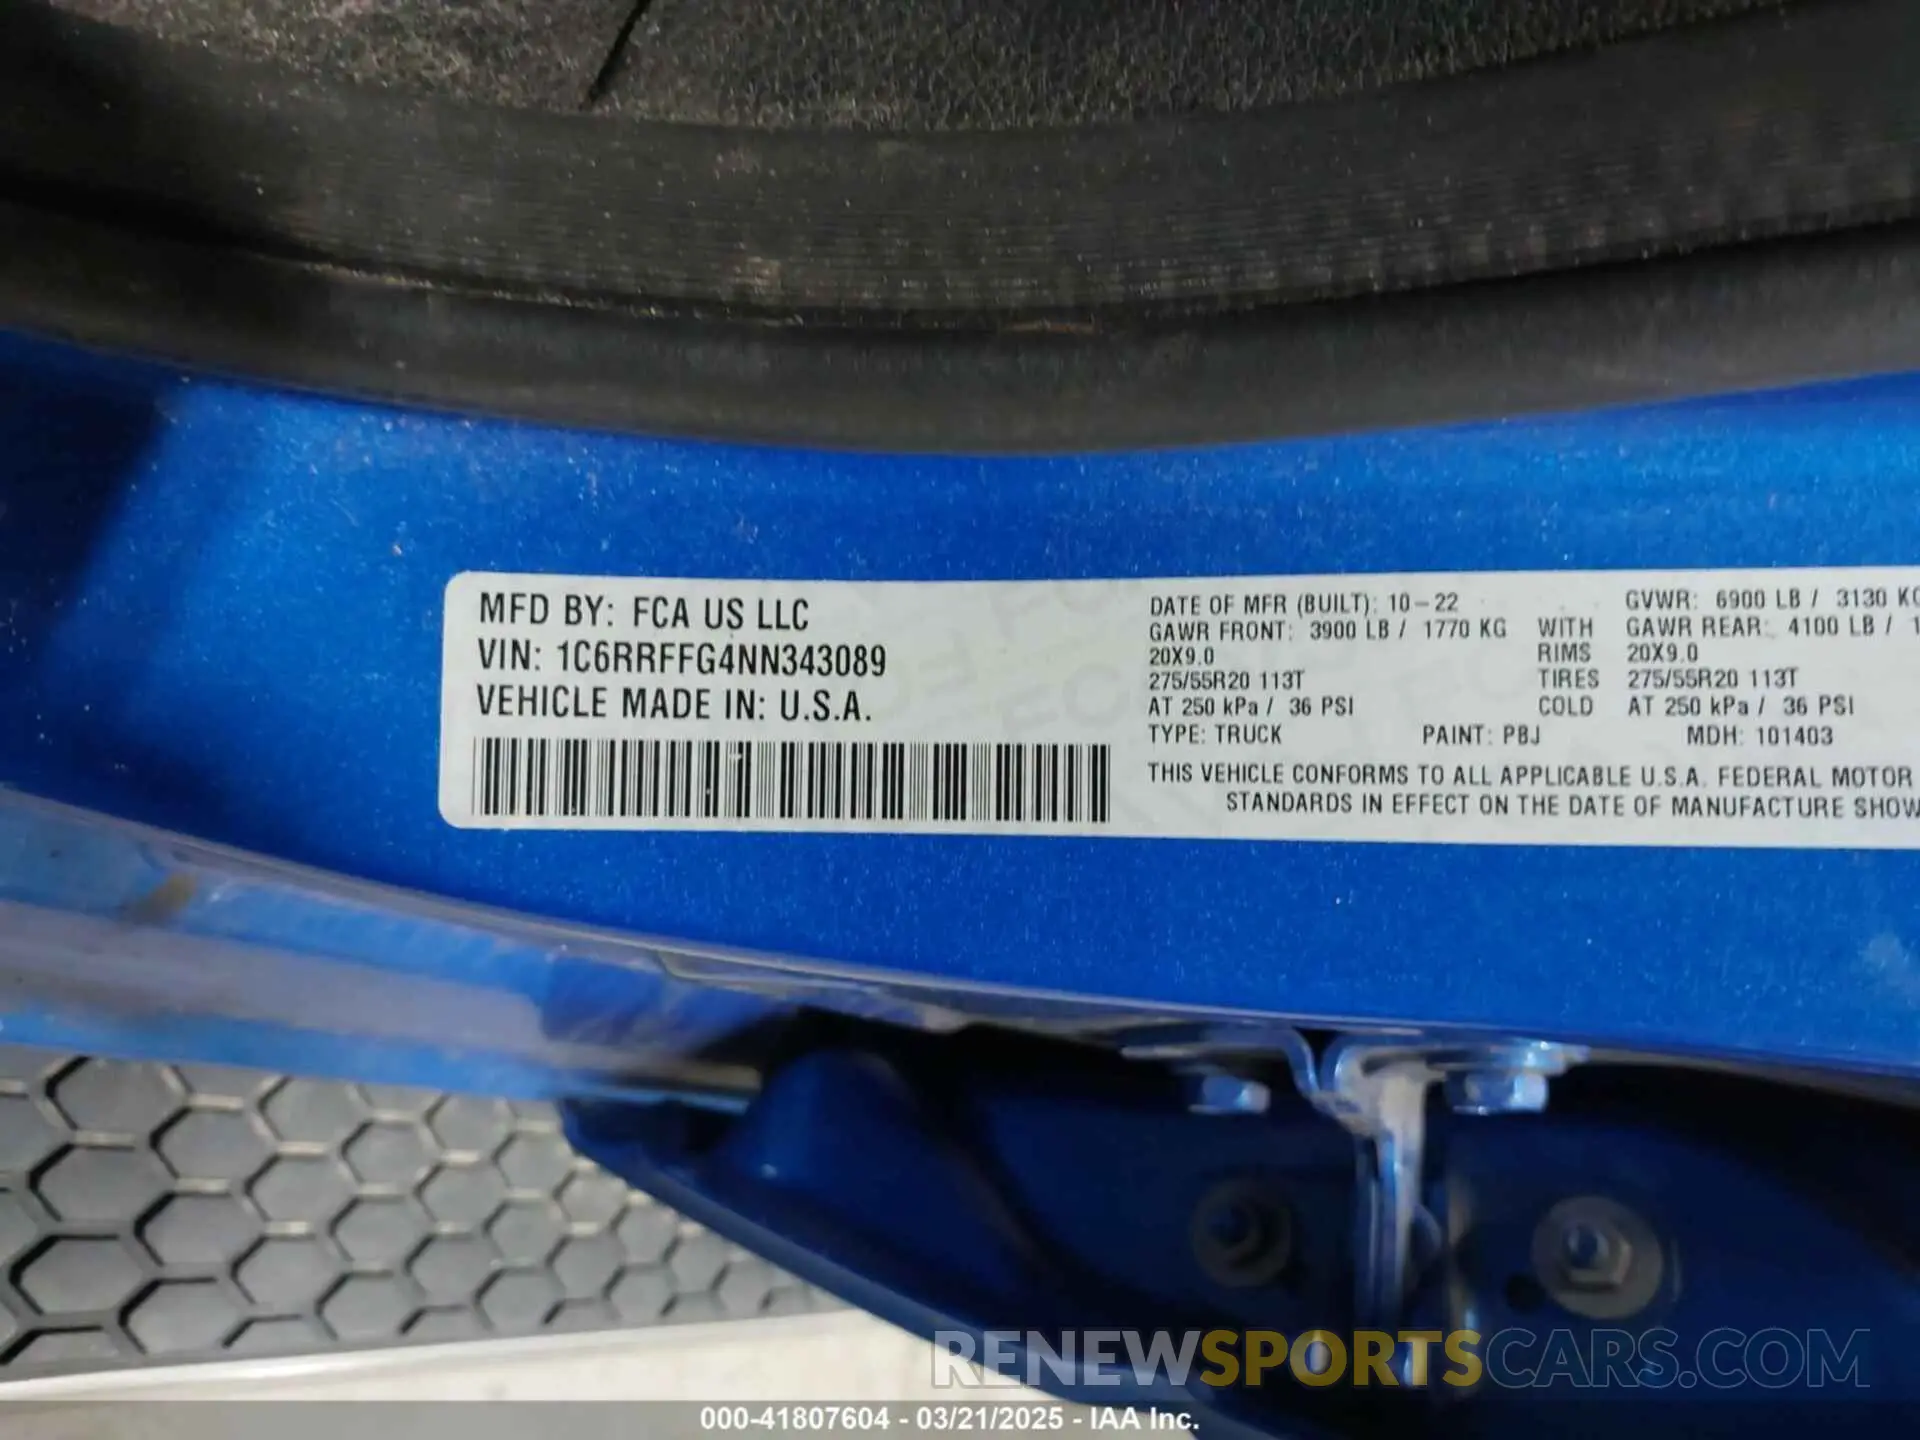 MFD BY: FCA US LLC
VIN: 1C6RRFFG4NN343089
VEHICLE MADE IN: U.S.A.
DATE OF MFR (BUILT): 10-22 GVWR: 6900 LB / 3130 KG
GAWR FRONT: 3900 LB / 1770 KG WITH GAWR REAR: 4100 LB / 1
20X9.0 RIMS 20X9.0
275/55R20 113T TIRES 275/55R20 113T
AT 250 kPa / 36 PSI COLD AT 250 kPa / 36 PSI
TYPE: TRUCK PAINT: PBJ MDH: 101403
THIS VEHICLE CONFORMS TO ALL APPLICABLE U.S.A. FEDERAL MOTOR
STANDARDS IN EFFECT ON THE DATE OF MANUFACTURE SHOW
RENEWSPORTSCARS.COM
000-41807604 - 03/21/2025 - IAA Inc.